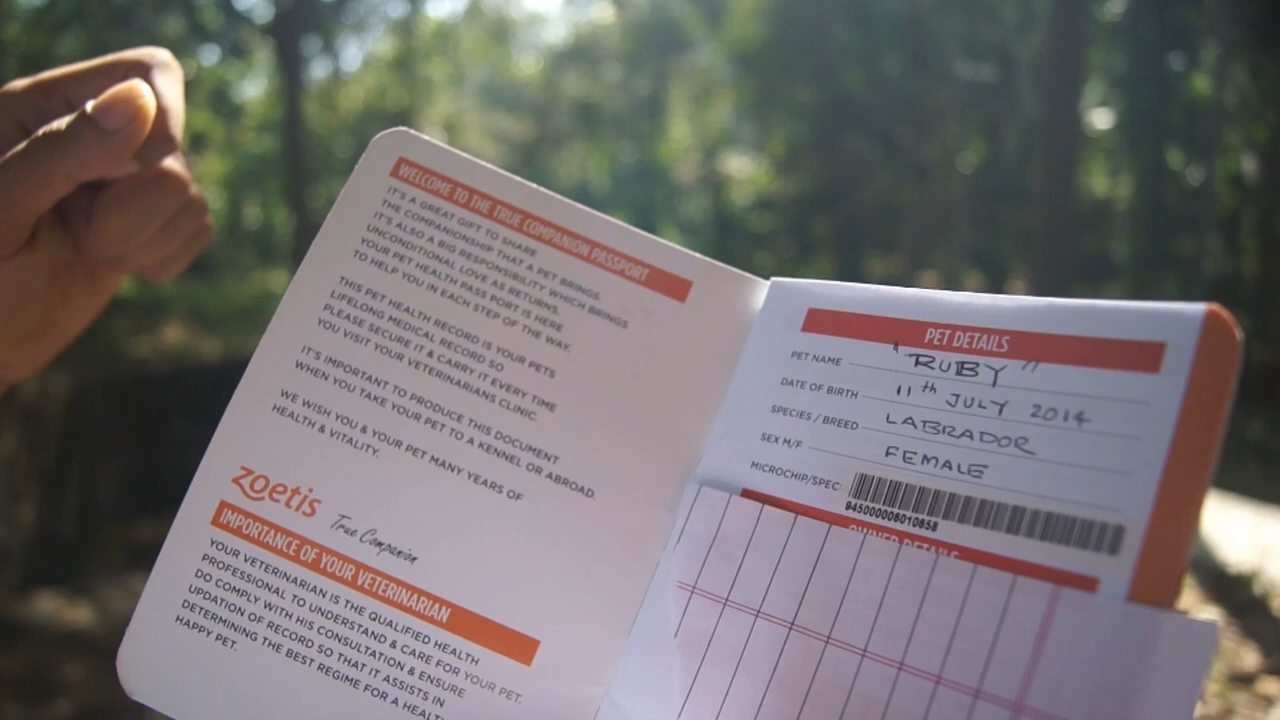 WELCOME TO THE TRUE COMPANION PASSPORT
IT'S A GREAT GIFT TO SHARE
THE COMPANIONSHIP THAT A PET BRINGS.
IT'S ALSO A BIG RESPONSIBILITY WHICH BRINGS
UNCONDITIONAL LOVE AS RETURNS.
YOUR PET HEALTH PASS PORT IS HERE
TO HELP YOU IN EACH STEP OF THE WAY.
THIS PET HEALTH RECORD IS YOUR PETS
LIFELONG MEDICAL RECORD SO
PLEASE SECURE IT & CARRY IT EVERY TIME
YOU VISIT YOUR VETERINARIANS CLINIC.
IT'S IMPORTANT TO PRODUCE THIS DOCUMENT
WHEN YOU TAKE YOUR PET TO A KENNEL OR ABROAD.
WE WISH YOU & YOUR PET MANY YEARS OF
HEALTH & VITALITY.
zoetis True Companion
IMPORTANCE OF YOUR VETERINARIAN
YOUR VETERINARIAN IS THE QUALIFIED HEALTH
PROFESSIONAL TO UNDERSTAND & CARE FOR YOUR PET.
DO COMPLY WITH HIS CONSULTATION & ENSURE
UPDATION OF RECORD SO THAT IT ASSISTS IN
DETERMINING THE BEST REGIME FOR A HEALT
HAPPY PET.
PET DETAILS
PET NAME "RUBY"
DATE OF BIRTH 11th JULY 2014
SPECIES / BREED LABRADOR
SEX M/F FEMALE
MICROCHIP/SPEC
945000006010658
OWNER DETAILS